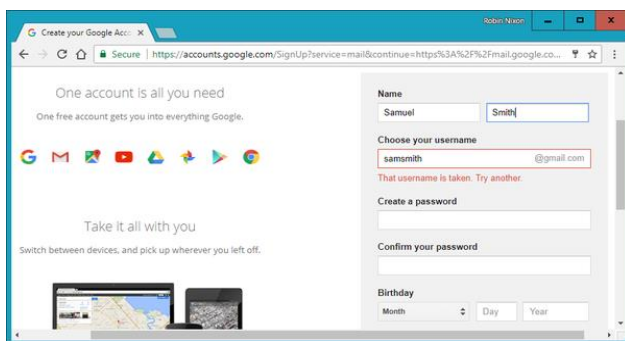 Robin Nixon
Create your Google Acco
Secure | https://accounts.google.com/SignUp?service=mail&continue=https%3A%2F%2Fmail.google.co...
One account is all you need
One free account gets you into everything Google.
Take it all with you
Switch between devices, and pick up wherever you left off.
Name
Samuel Smith
Choose your username
samsmith @gmail.com
That username is taken. Try another.
Create a password
Confirm your password
Birthday
Month Day Year